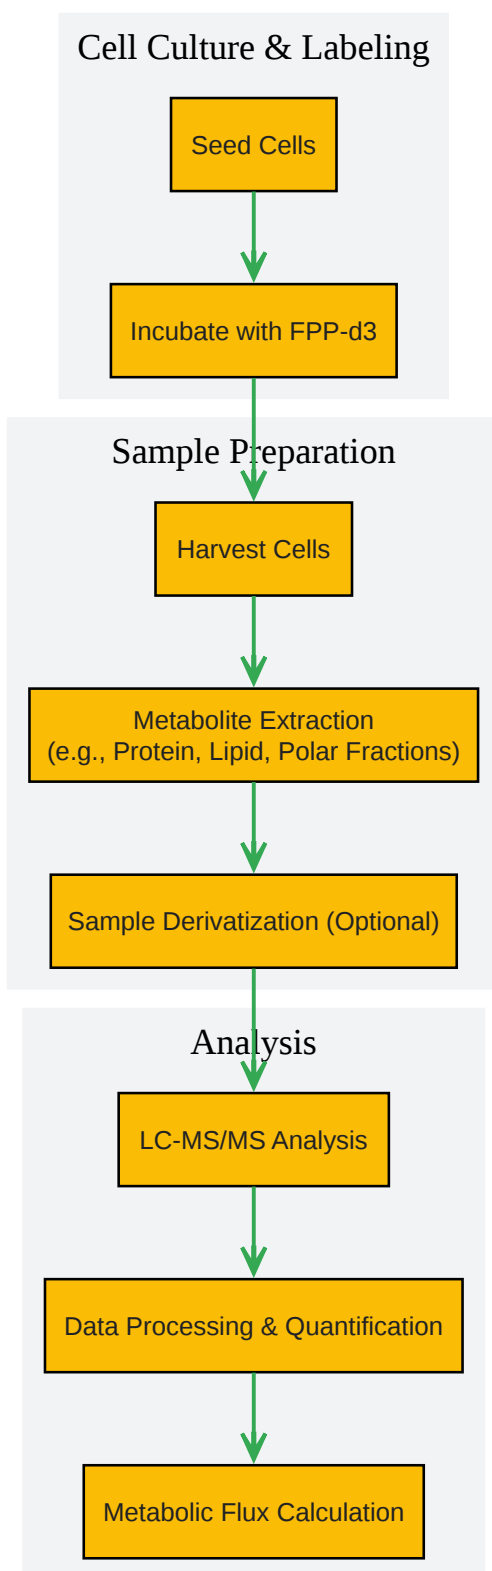 Cell Culture & Labeling
Seed Cells
Incubate with FPP-d3
Sample Preparation
Harvest Cells
Metabolite Extraction
(e.g., Protein, Lipid, Polar Fractions)
Sample Derivatization (Optional)
Analysis
LC-MS/MS Analysis
Data Processing & Quantification
Metabolic Flux Calculation